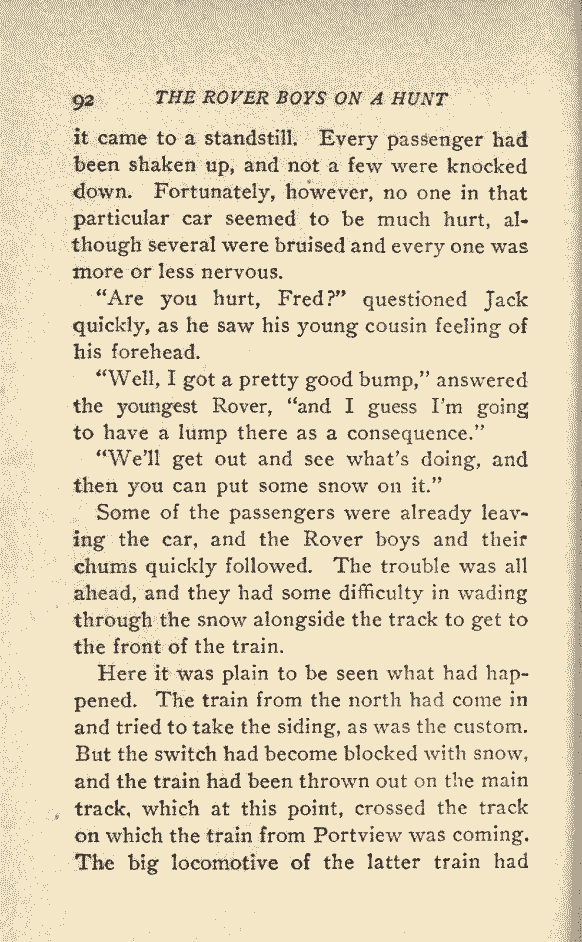 92 THE ROVER BOYS ON A HUNT
it came to a standstill. Every passenger had
been shaken up, and not a few were knocked
down. Fortunately, however, no one in that
particular car seemed to be much hurt, al-
though several were bruised and every one was
more or less nervous.
"Are you hurt, Fred?" questioned Jack
quickly, as he saw his young cousin feeling of
his forehead.
"Well, I got a pretty good bump," answered
the youngest Rover, "and I guess I'm going
to have a lump there as a consequence."
"We'll get out and see what's doing, and
then you can put some snow on it."
Some of the passengers were already leav-
ing the car, and the Rover boys and their
chums quickly followed. The trouble was all
ahead, and they had some difficulty in wading
through the snow alongside the track to get to
the front of the train.
Here it was plain to be seen what had hap-
pened. The train from the north had come in
and tried to take the siding, as was the custom.
But the switch had become blocked with snow,
and the train had been thrown out on the main
track, which at this point, crossed the track
on which the train from Portview was coming.
The big locomotive of the latter train had